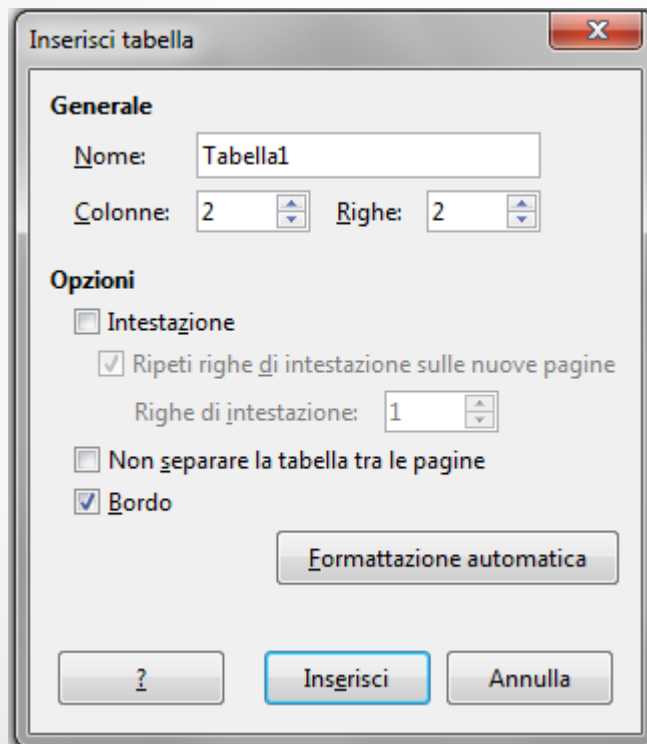 Inserisci tabella
Generale
Nome: Tabella1
Colonne: 2 Righe: 2
Opzioni
Intestazione
Ripeti righe di intestazione sulle nuove pagine
Righe di intestazione: 1
Non separare la tabella tra le pagine
Bordo
Formattazione automatica
? Inserisci Annulla